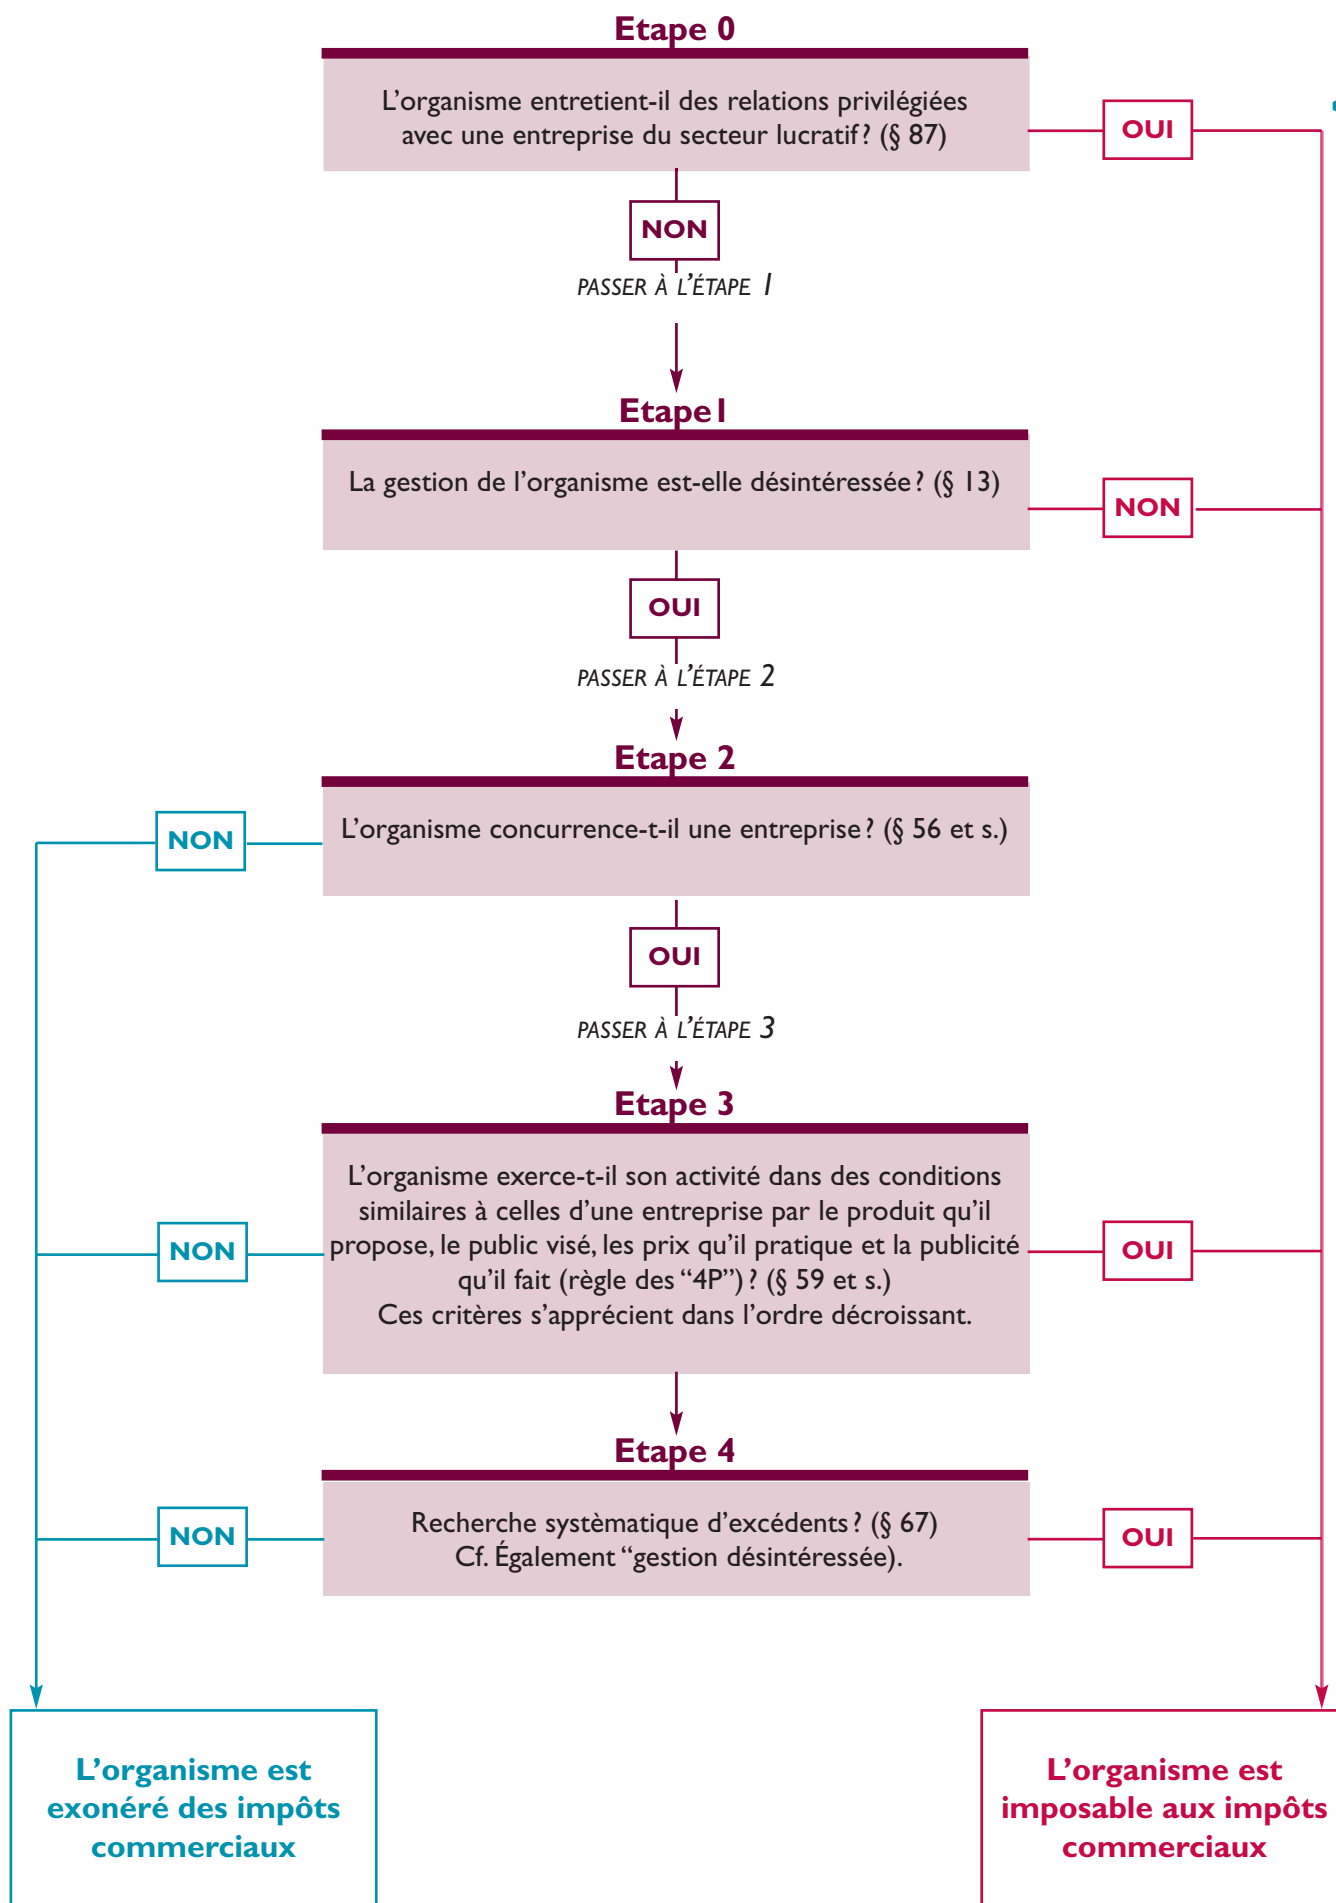 Etape 0
L’organisme entretient-il des relations privilégiées
avec une entreprise du secteur lucratif ? (§ 87)
OUI
NON
PASSER À L’ÉTAPE 1
Etape1
La gestion de l’organisme est-elle désintéressée ? (§ 13)
NON
OUI
PASSER À L’ÉTAPE 2
Etape 2
L’organisme concurrence-t-il une entreprise ? (§ 56 et s.)
NON
OUI
PASSER À L’ÉTAPE 3
Etape 3
L’organisme exerce-t-il son activité dans des conditions
similaires à celles d’une entreprise par le produit qu’il
propose, le public visé, les prix qu’il pratique et la publicité
qu’il fait (règle des “4P”) ? (§ 59 et s.)
Ces critères s’apprécient dans l’ordre décroissant.
NON
OUI
Etape 4
Recherche systèmatique d’excédents ? (§ 67)
Cf. Également “gestion désintéressée).
NON
OUI
L’organisme est
exonéré des impôts
commerciaux
L’organisme est
imposable aux impôts
commerciaux